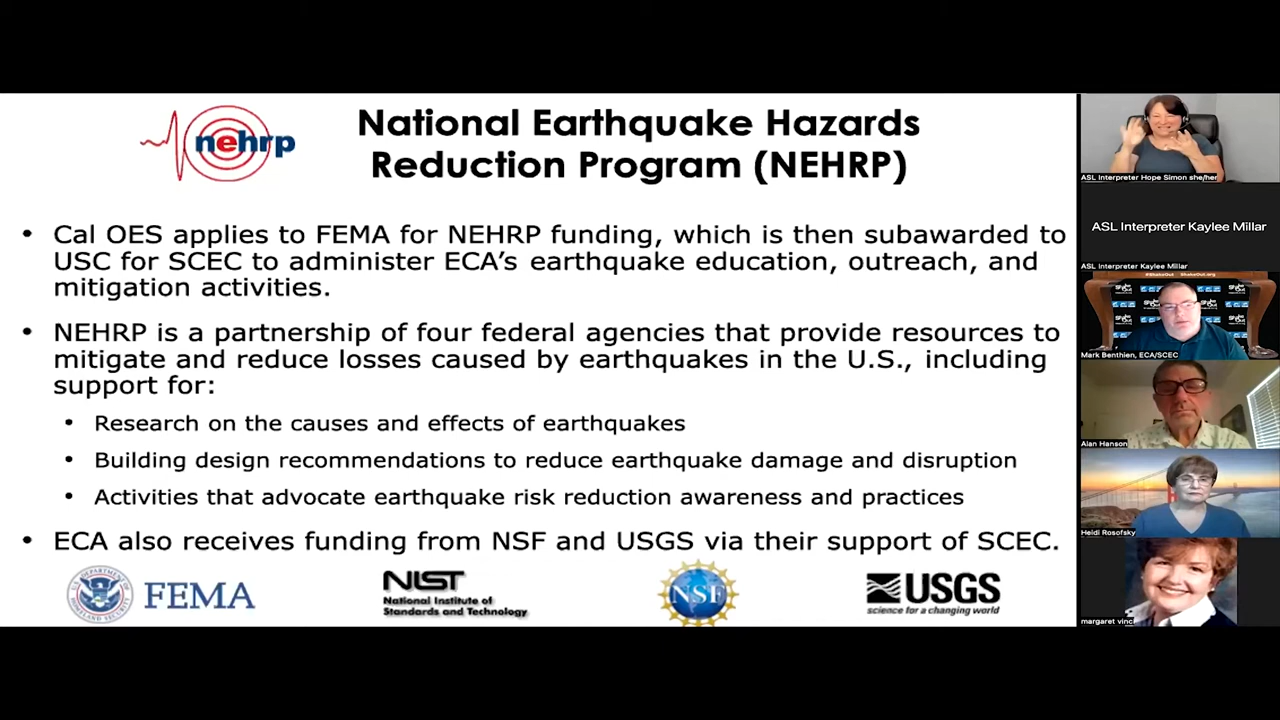 nehrp
National Earthquake Hazards
Reduction Program (NEHRP)
• Cal OES applies to FEMA for NEHRP funding, which is then subawarded to
USC for SCEC to administer ECA’s earthquake education, outreach, and
mitigation activities.
• NEHRP is a partnership of four federal agencies that provide resources to
mitigate and reduce losses caused by earthquakes in the U.S., including
support for:
• Research on the causes and effects of earthquakes
• Building design recommendations to reduce earthquake damage and disruption
• Activities that advocate earthquake risk reduction awareness and practices
• ECA also receives funding from NSF and USGS via their support of SCEC.
FEMA
NIST
National Institute of
Standards and Technology
NSF
USGS
science for a changing world
ASL Interpreter Hope Simon she/her
ASL Interpreter Kaylee Millar
ASL Interpreter Kaylee Millar
#ShakeOut ShakeOut.org
Mark Benthien, ECA/SCEC
Alan Hanson
Heidi Rosofsky
margaret vinci